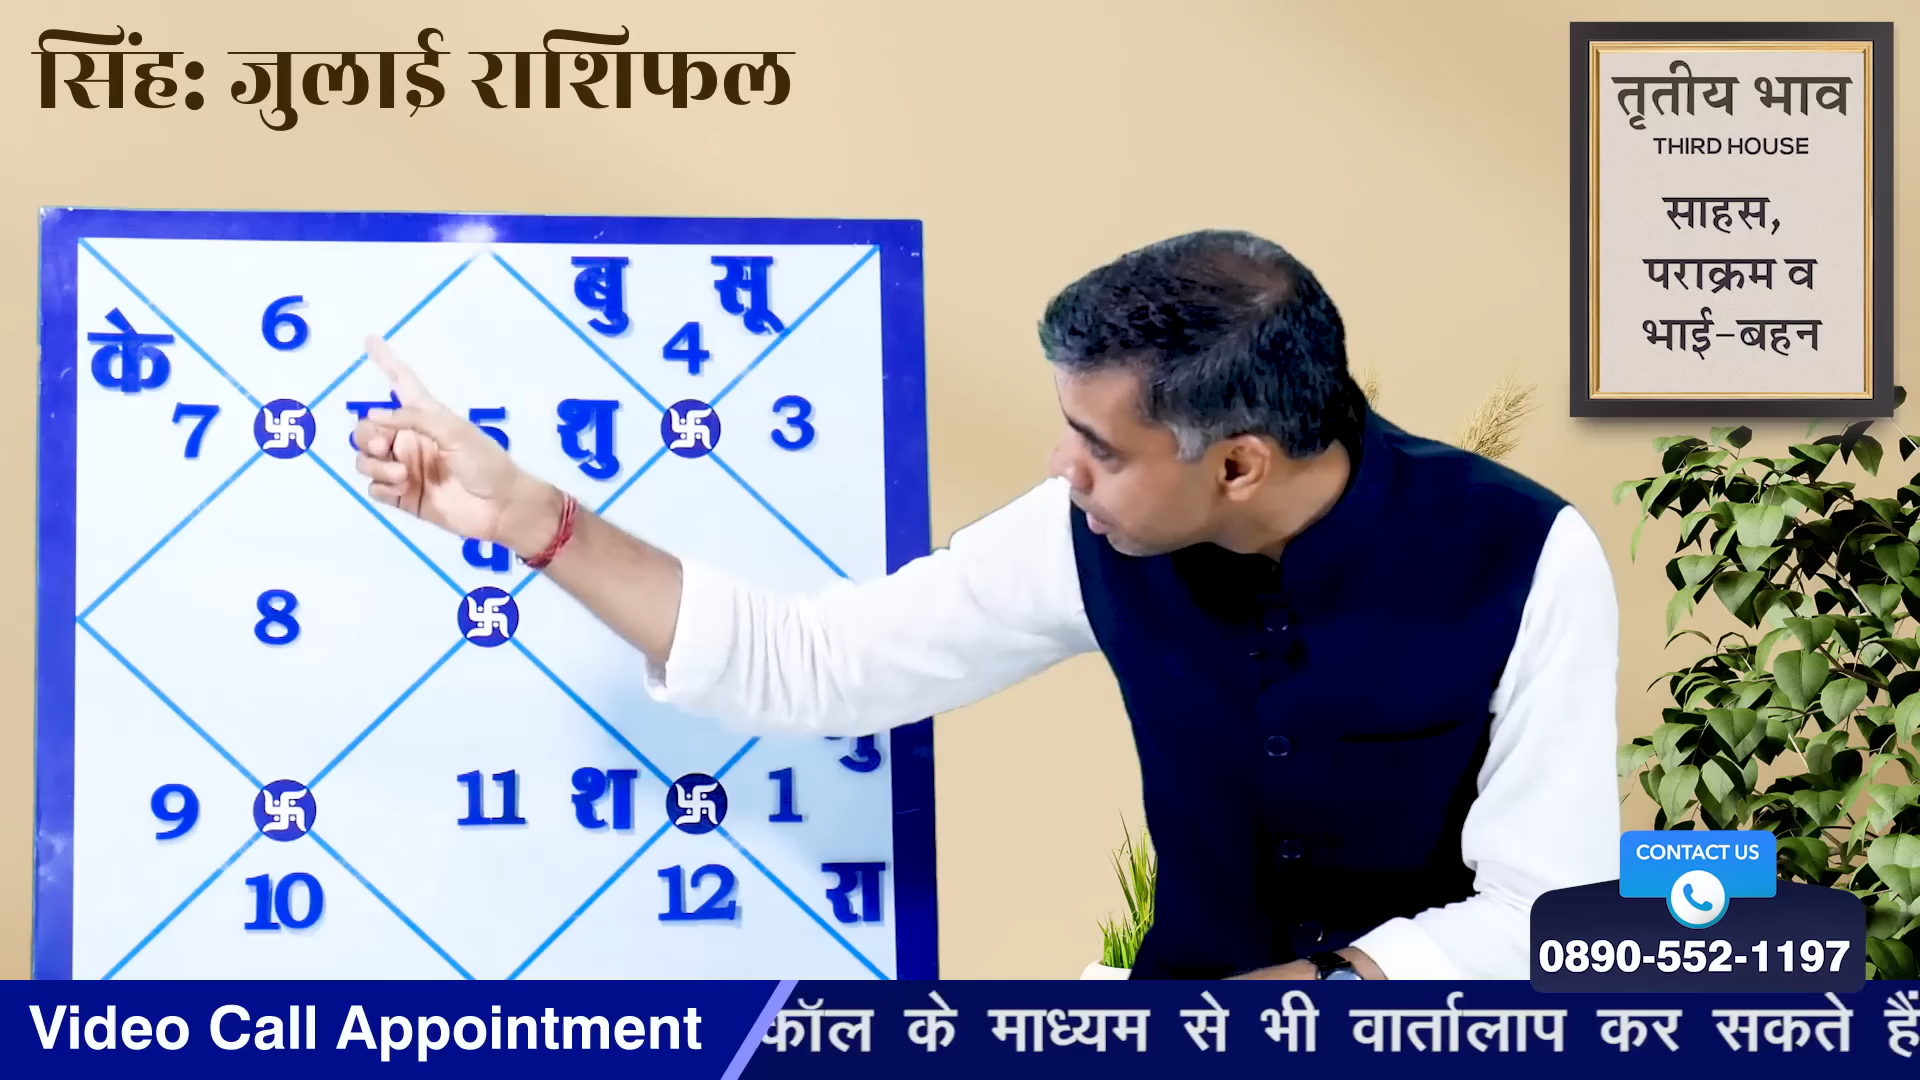 सिंह: जुलाई राशिफल
तृतीय भाव
THIRD HOUSE
साहस,
पराक्रम व
भाई-बहन
बु सू
6 4
के
7 5 शु 3
8
9 11 श 1
10 12 रा
CONTACT US
0890-552-1197
Video Call Appointment
कॉल के माध्यम से भी वार्तालाप कर सकते हैं